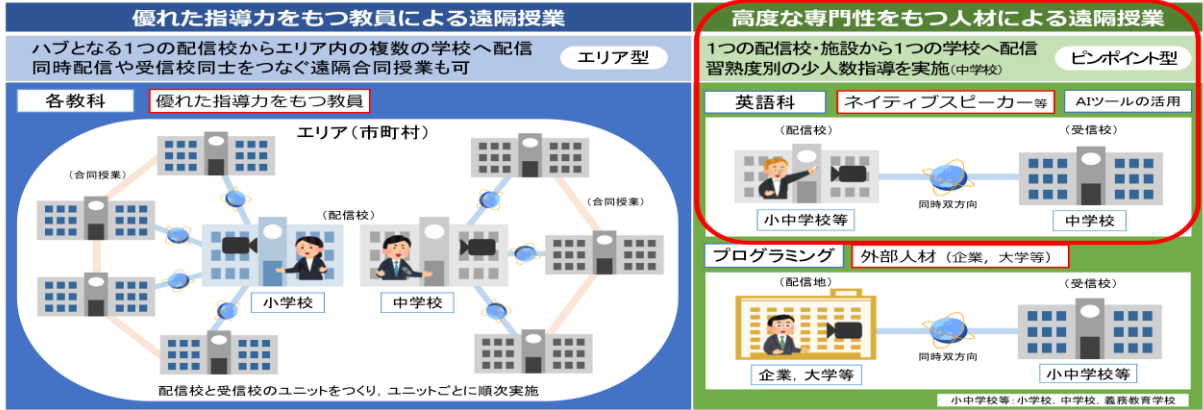 優れた指導力をもつ教員による遠隔授業
ハブとなる1つの配信校からエリア内の複数の学校へ配信
同時配信や受信校同士をつなぐ遠隔合同授業も可
エリア型
各教科
優れた指導力をもつ教員
エリア(市町村)
(合同授業)
(配信校)
(合同授業)
小学校
中学校
配信校と受信校のユニットをつくり,ユニットごとに順次実施
高度な専門性をもつ人材による遠隔授業
1つの配信校・施設から1つの学校へ配信
習熟度別の少人数指導を実施(中学校)
ピンポイント型
英語科
ネイティブスピーカー等
AIツールの活用
(配信校)
(受信校)
同時双方向
小中学校等
中学校
プログラミング
外部人材(企業,大学等)
(配信地)
(受信校)
同時双方向
企業,大学等
小中学校等
小中学校等:小学校,中学校,義務教育学校